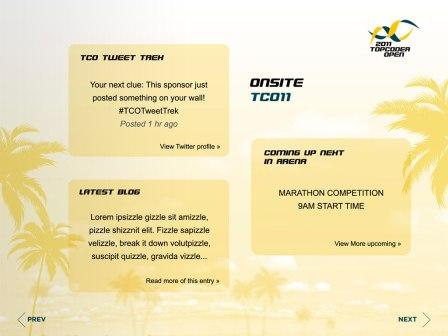 2011
TOPCODER
OPEN
TCO TWEET TREK
Your next clue: This sponsor just
posted something on your wall!
#TCOTweetTrek
Posted 1 hr ago
View Twitter profile »
ONSITE
TCO11
COMING UP NEXT
IN ARENA
MARATHON COMPETITION
9AM START TIME
View More upcoming »
LATEST BLOG
Lorem ipsizzle gizzle sit amizzle,
pizzle shizznit elit. Fizzle sapizzle
velizzle, break it down volutpizzle,
suscipit quizzle, gravida vizzle...
Read more of this entry »
PREV
NEXT